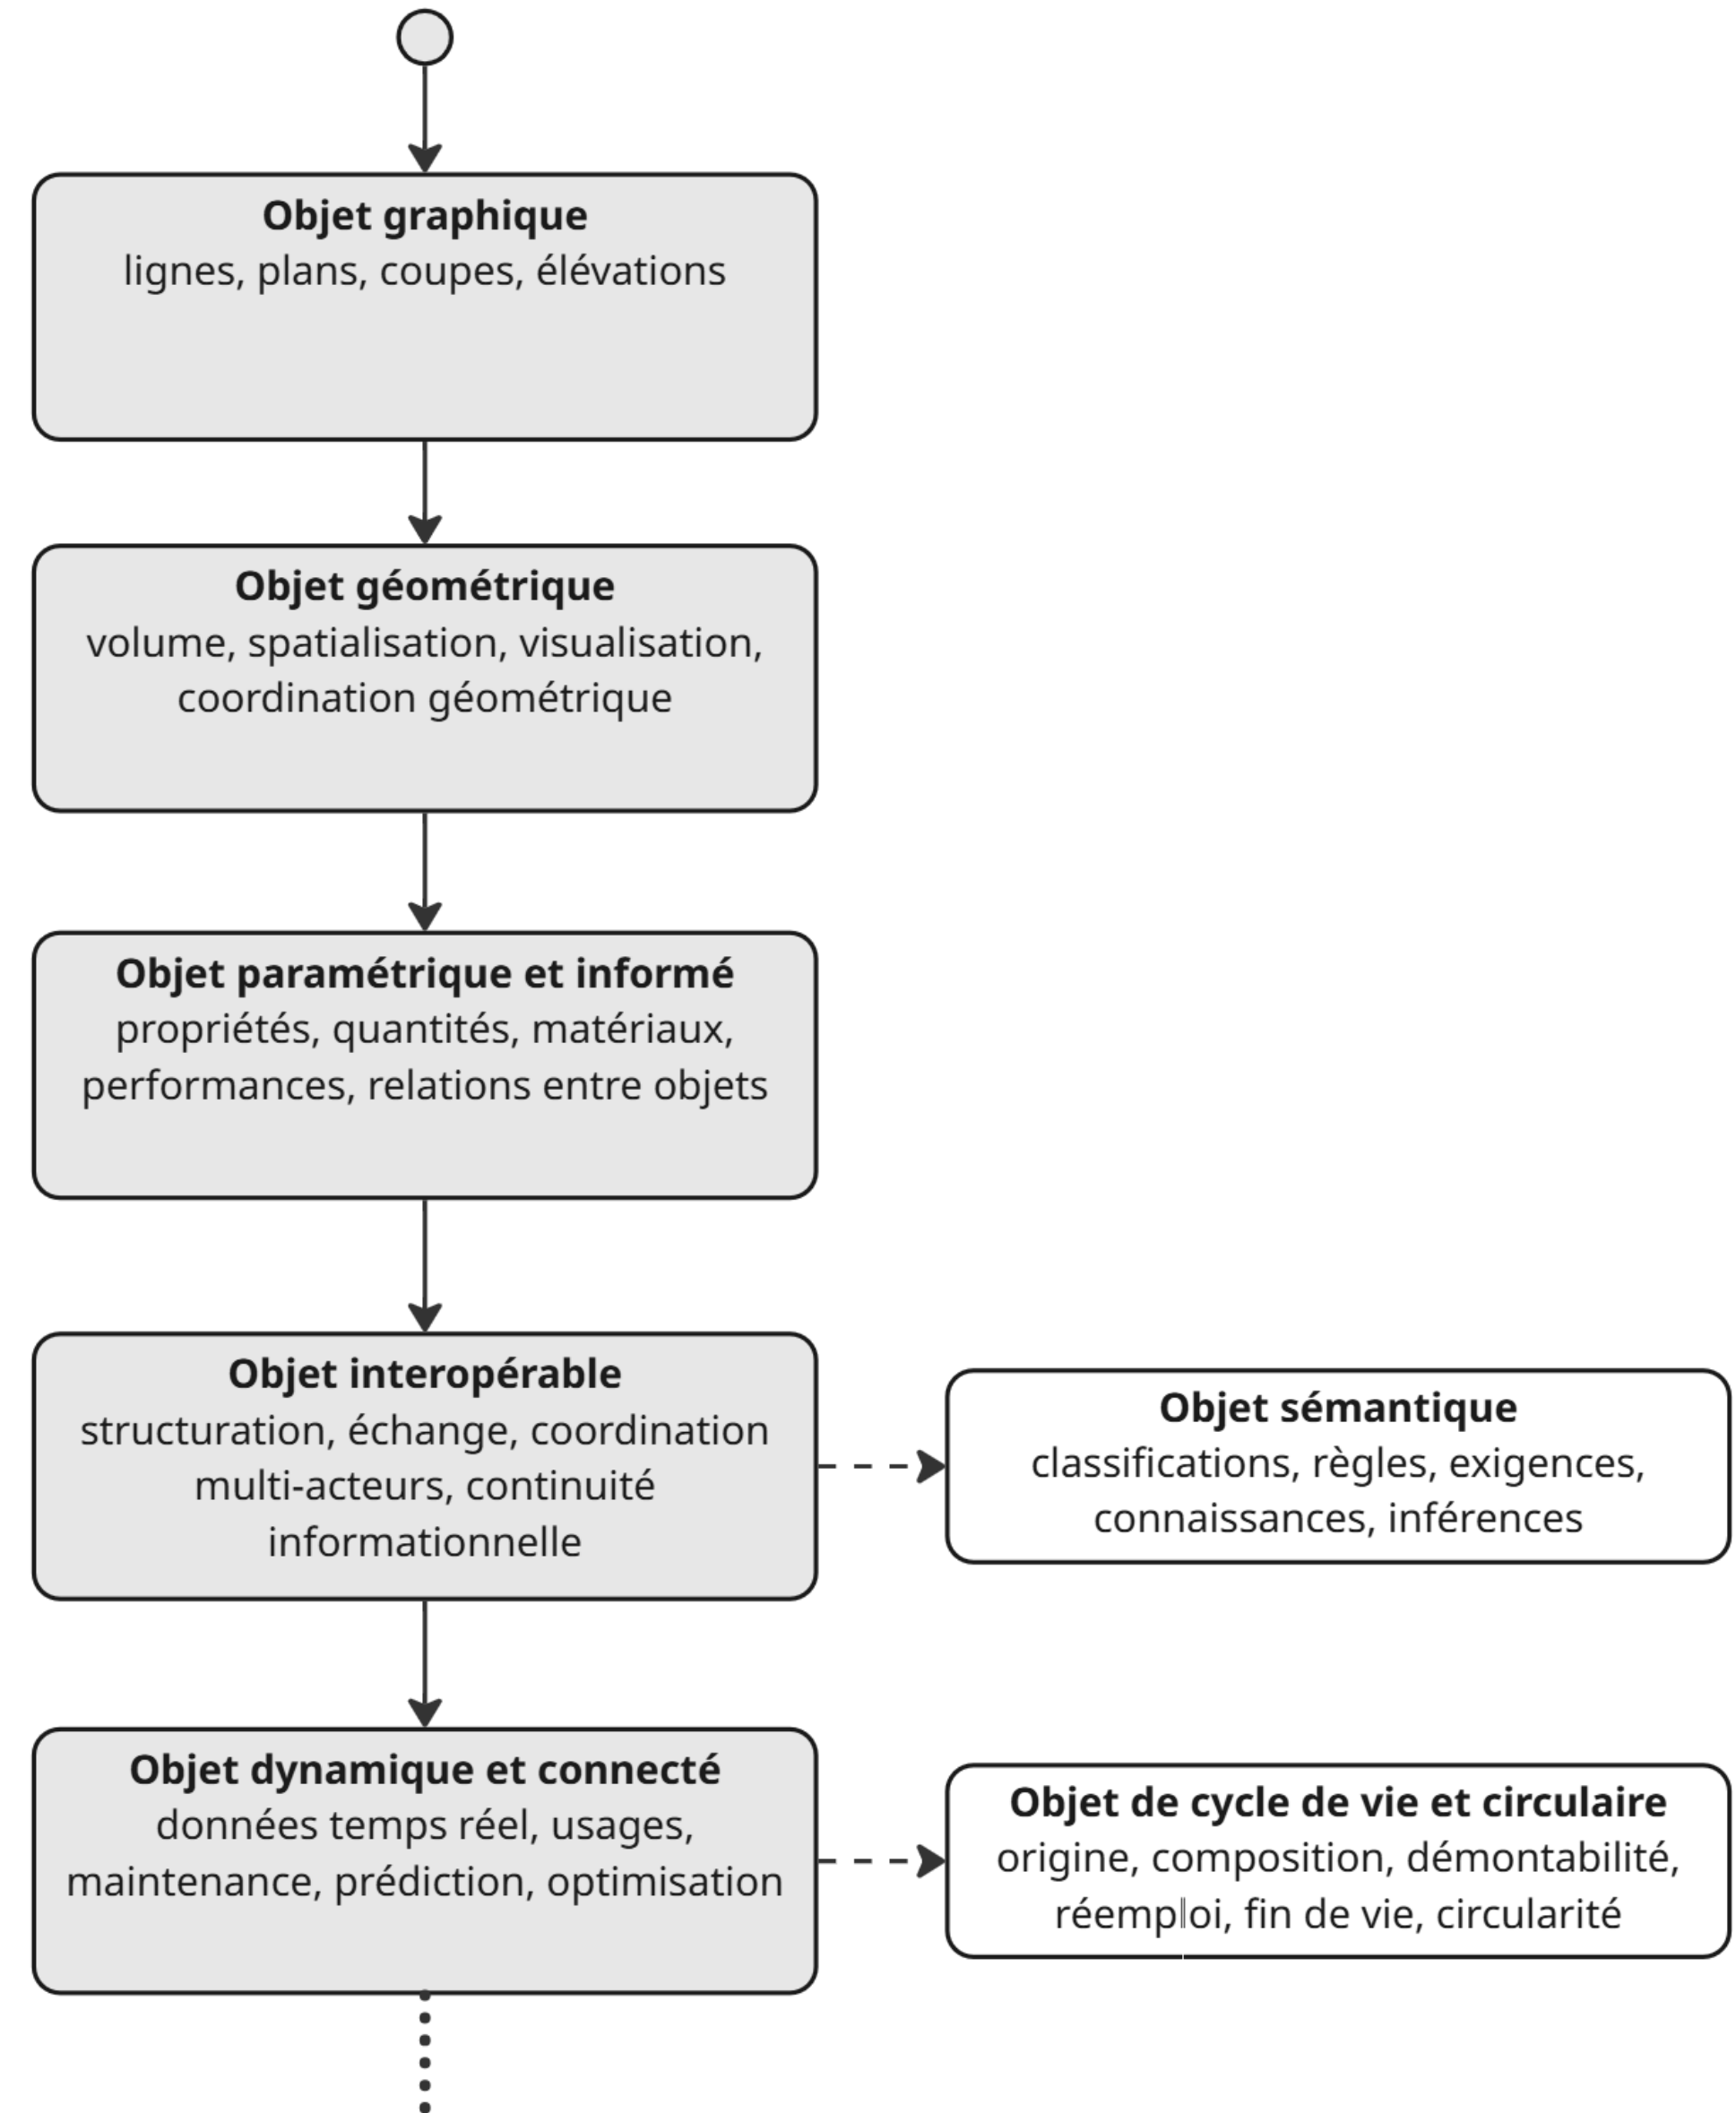 Objet graphique
lignes, plans, coupes, élévations
Objet géométrique
volume, spatialisation, visualisation,
coordination géométrique
Objet paramétrique et informé
propriétés, quantités, matériaux,
performances, relations entre objets
Objet interopérable
structuration, échange, coordination
multi-acteurs, continuité
informationnelle
Objet sémantique
classifications, règles, exigences,
connaissances, inférences
Objet dynamique et connecté
données temps réel, usages,
maintenance, prédiction, optimisation
Objet de cycle de vie et circulaire
origine, composition, démontabilité,
réemploi, fin de vie, circularité